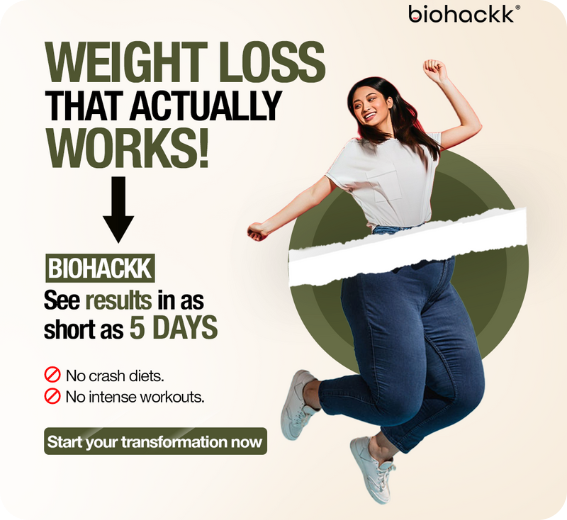 biohackk®
WEIGHT LOSS
THAT ACTUALLY
WORKS!
BIOHACKK
See results in as
short as 5 DAYS
No crash diets.
No intense workouts.
Start your transformation now